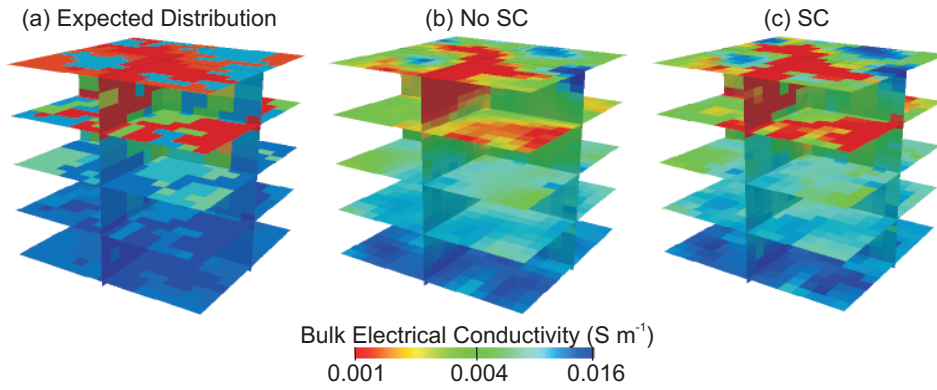 (a) Expected Distribution (b) No SC (c) SC
Bulk Electrical Conductivity (S m⁻¹)
0.001 0.004 0.016